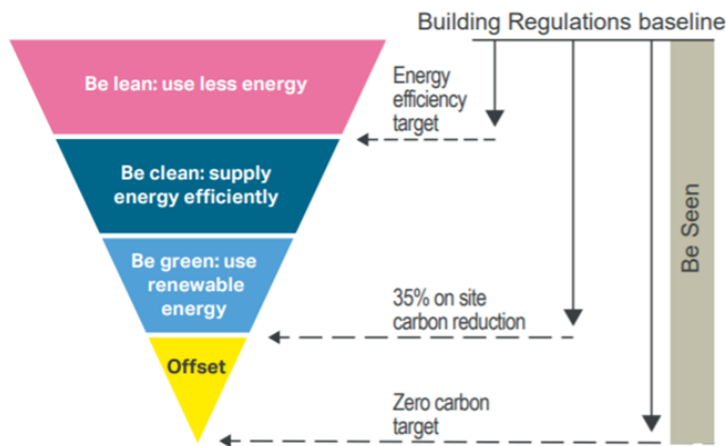 Building Regulations baseline
Be lean: use less energy
Energy
efficiency
target
Be clean: supply
energy efficiently
Be green: use
renewable
energy
35% on site
carbon reduction
Offset
Zero carbon
target
Be Seen